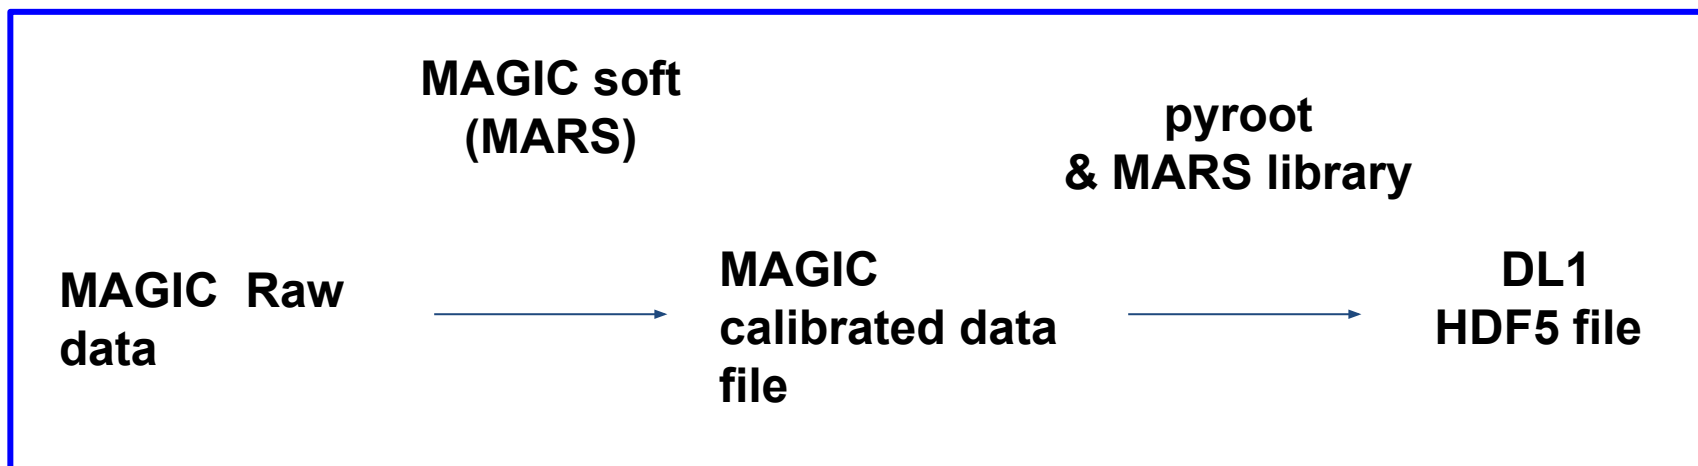 MAGIC soft
(MARS)
pyroot
& MARS library
MAGIC  Raw
data
MAGIC
calibrated data
file
DL1
HDF5 file